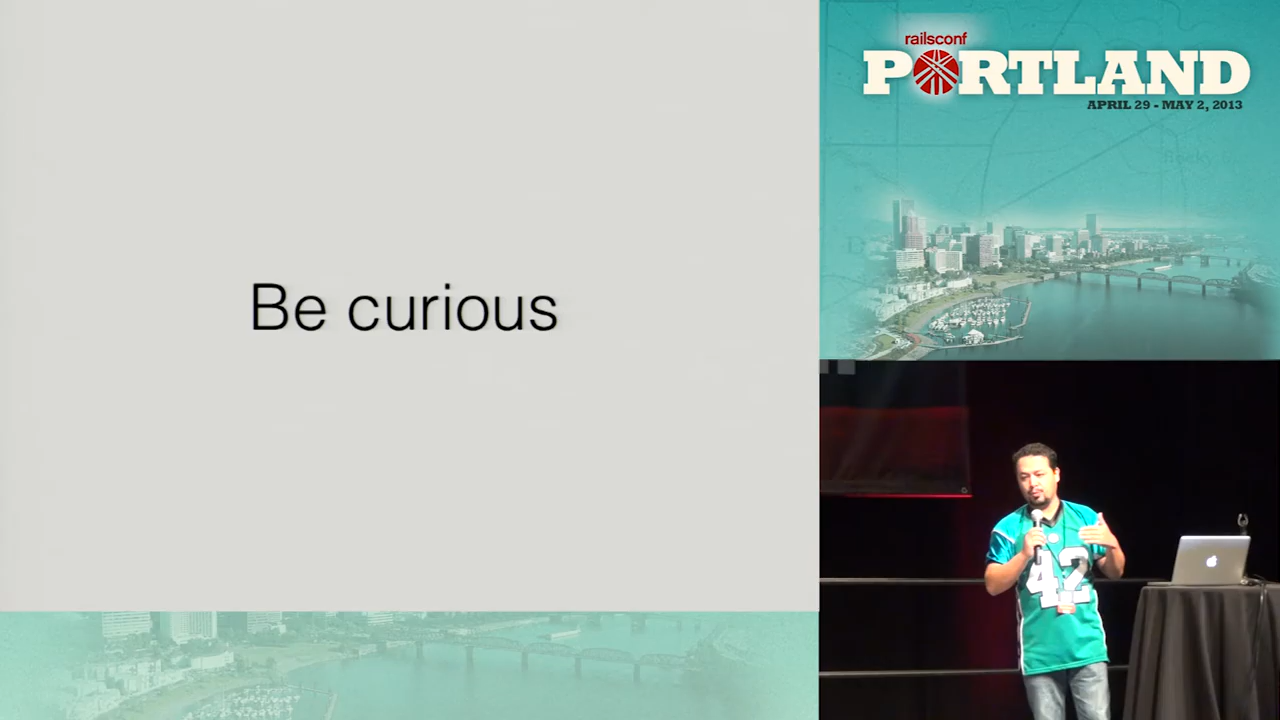 Be curious
railsconf
PORTLAND
APRIL 29 - MAY 2, 2013
42